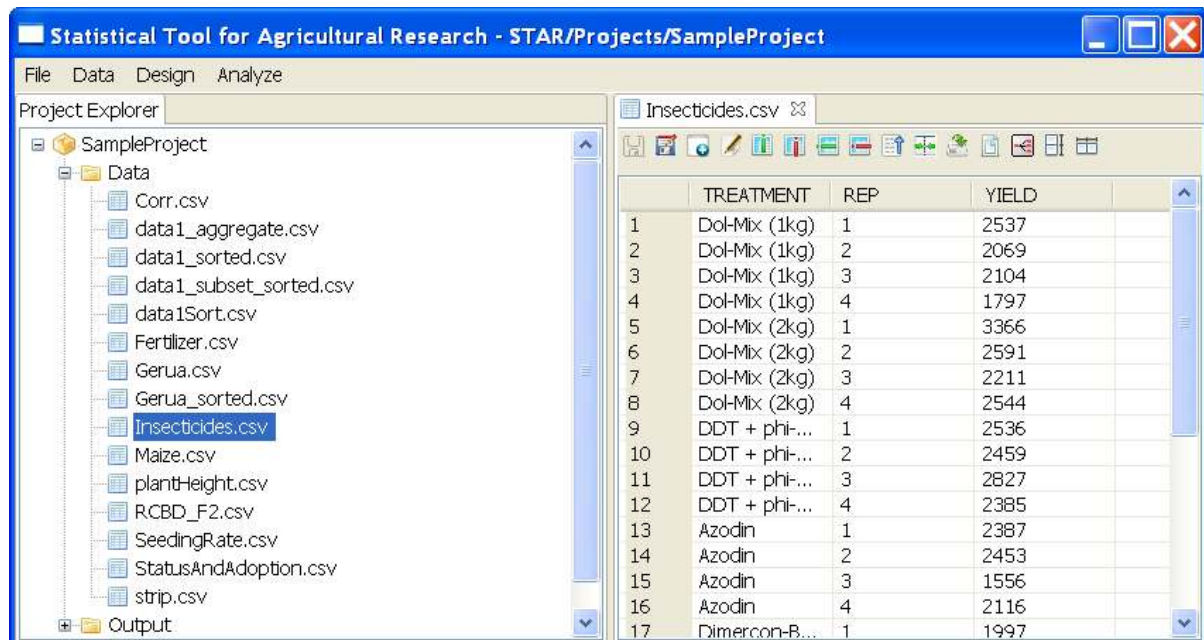 Statistical Tool for Agricultural Research - STAR/Projects/SampleProject
File Data Design Analyze
Project Explorer
SampleProject
Data
Corr.csv
data1_aggregate.csv
data1_sorted.csv
data1_subset_sorted.csv
data1Sort.csv
Fertilizer.csv
Gerua.csv
Gerua_sorted.csv
Insecticides.csv
Maize.csv
plantHeight.csv
RCBD_F2.csv
SeedingRate.csv
StatusAndAdoption.csv
strip.csv
Output
Insecticides.csv
TREATMENT REP YIELD
1 Dol-Mix (1kg) 1 2537
2 Dol-Mix (1kg) 2 2069
3 Dol-Mix (1kg) 3 2104
4 Dol-Mix (1kg) 4 1797
5 Dol-Mix (2kg) 1 3366
6 Dol-Mix (2kg) 2 2591
7 Dol-Mix (2kg) 3 2211
8 Dol-Mix (2kg) 4 2544
9 DDT + phi-... 1 2536
10 DDT + phi-... 2 2459
11 DDT + phi-... 3 2827
12 DDT + phi-... 4 2385
13 Azodin 1 2387
14 Azodin 2 2453
15 Azodin 3 1556
16 Azodin 4 2116
17 Dimercon-B... 1 1997